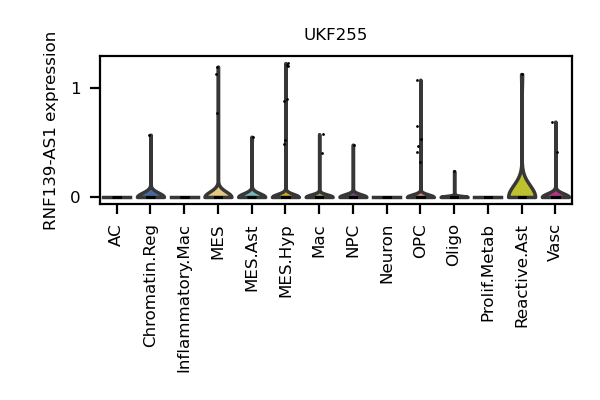 UKF255
RNF139-AS1 expression
1
0
AC
Chromatin.Reg
Inflammatory.Mac
MES
MES.Ast
MES.Hyp
Mac
NPC
Neuron
OPC
Oligo
Prolif.Metab
Reactive.Ast
Vasc